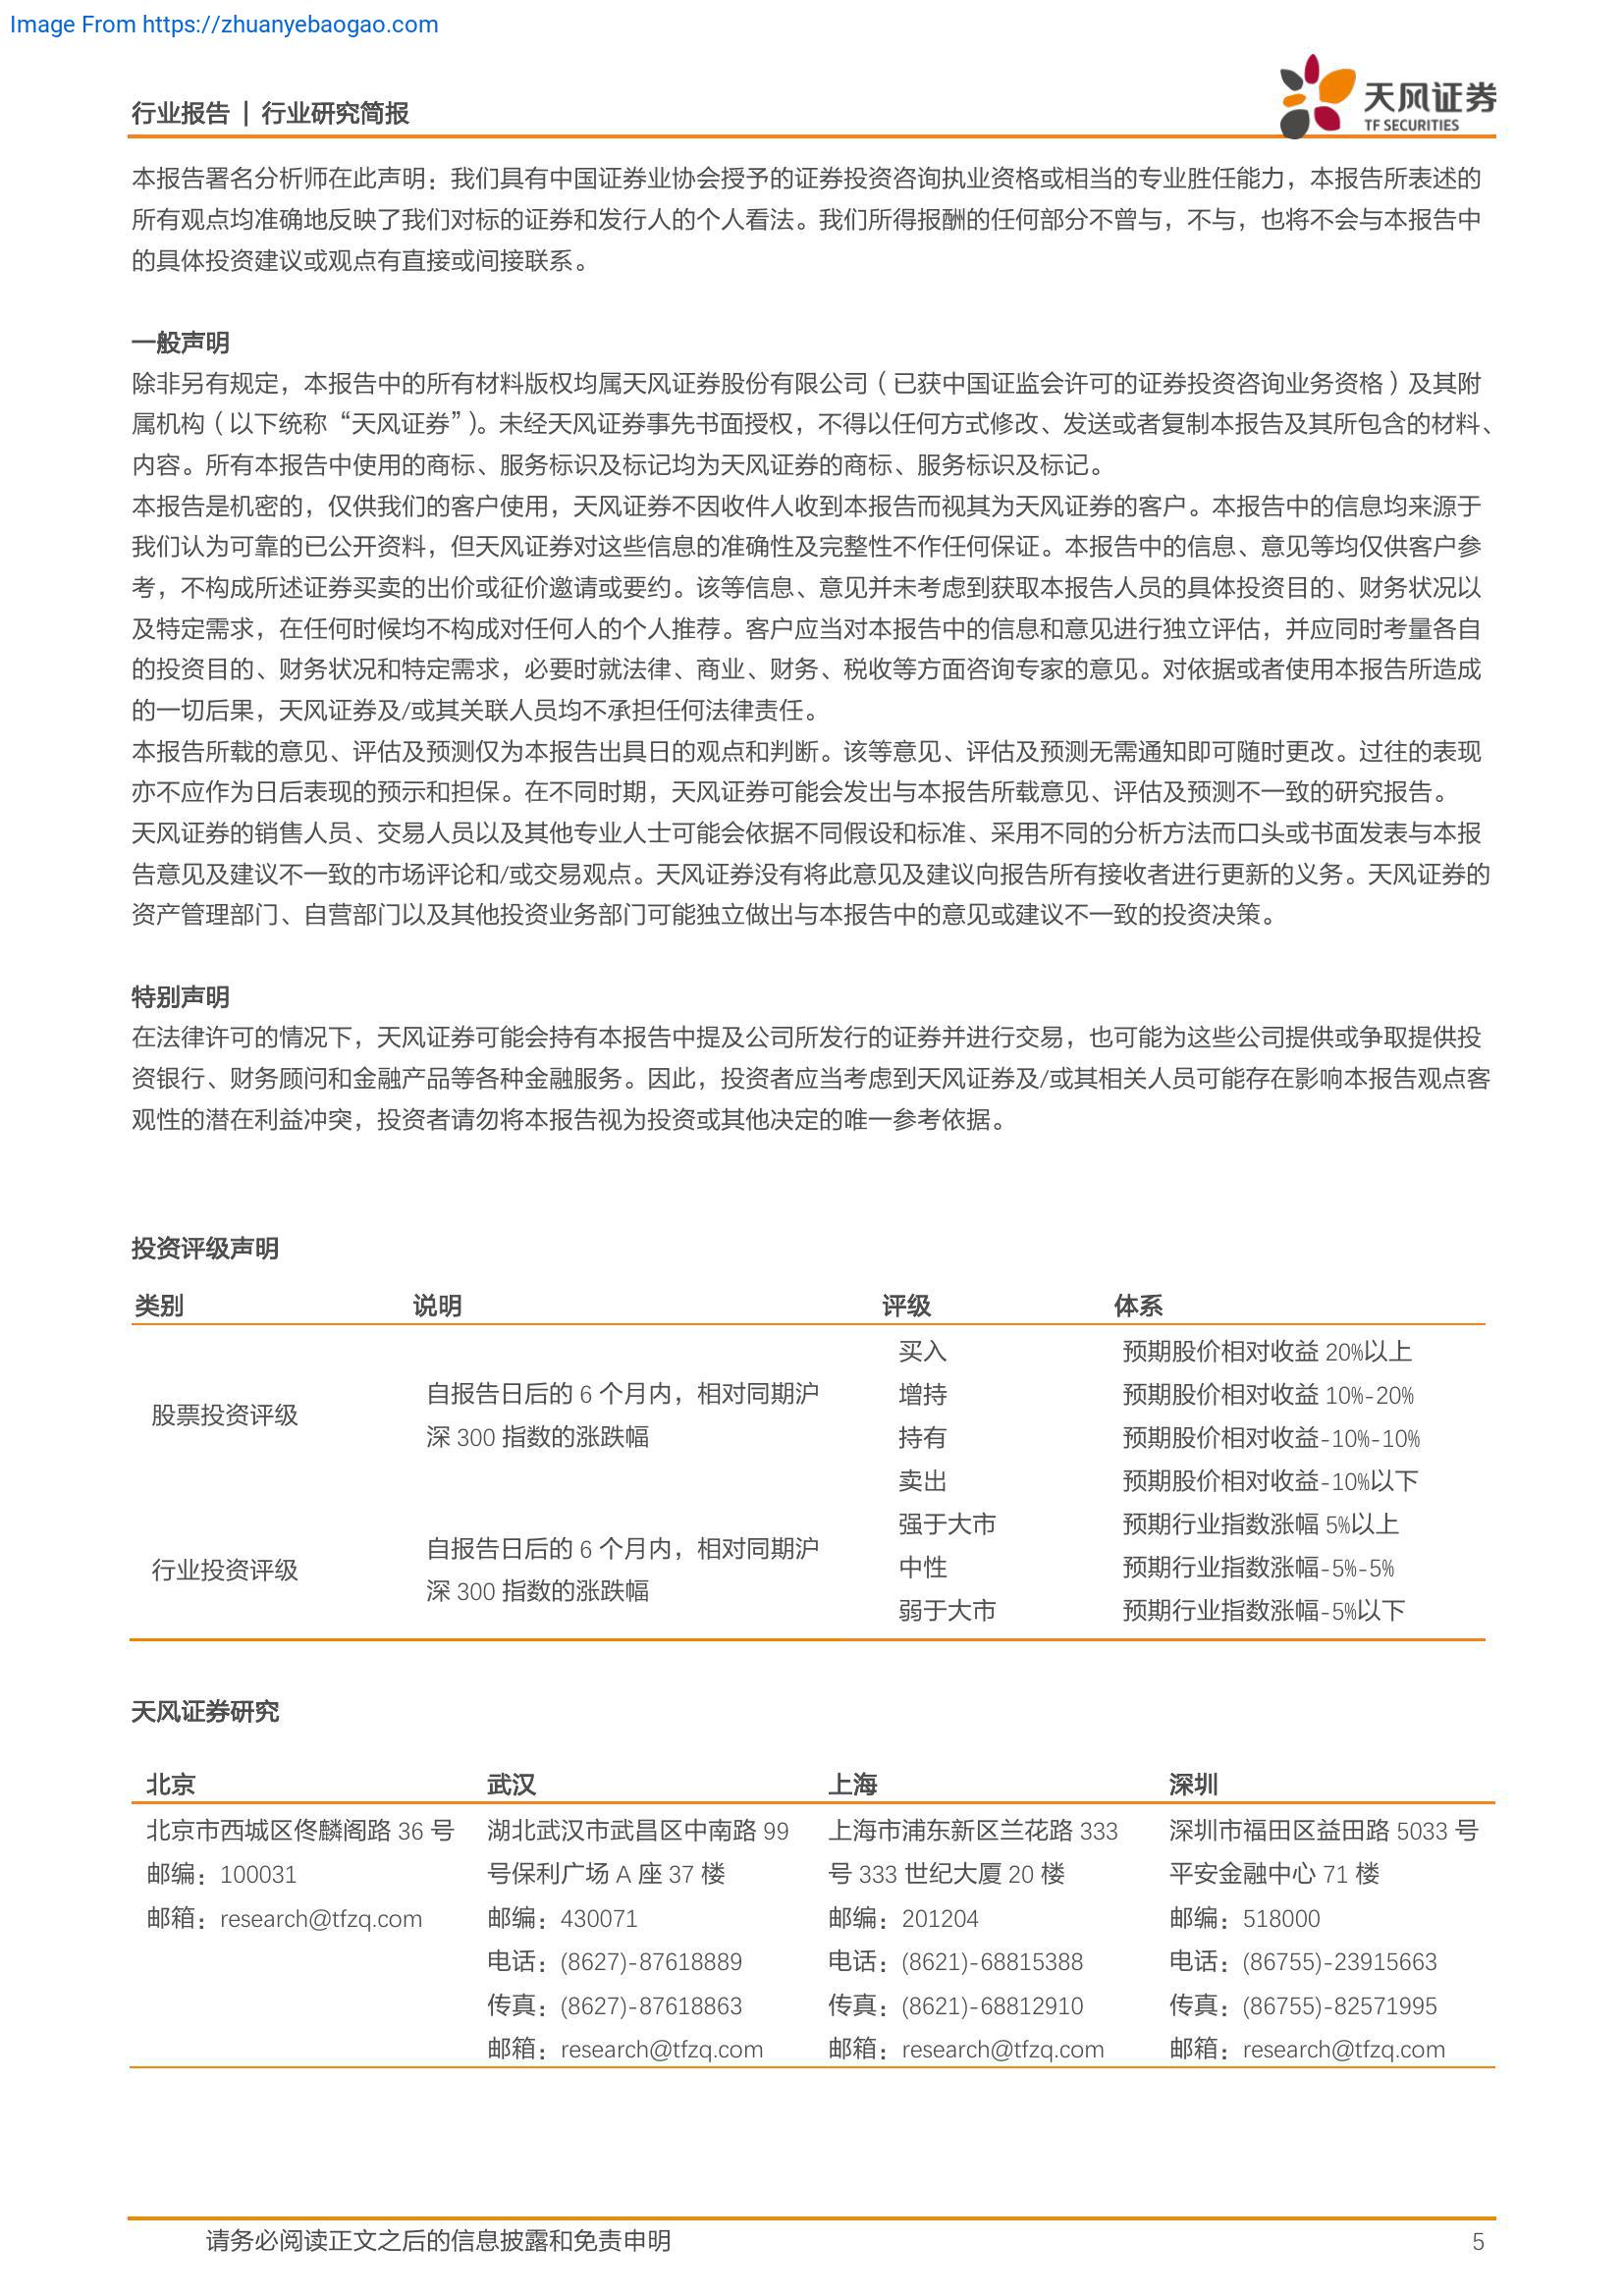 Image From https://zhuanyebaogao.com
行业报告 | 行业研究简报
天风证券
TF SECURITIES
本报告署名分析师在此声明：我们具有中国证券业协会授予的证券投资咨询执业资格或相当的专业胜任能力，本报告所表述的
所有观点均准确地反映了我们对标的证券和发行人的个人看法。我们所得报酬的任何部分不曾与，不与，也将不会与本报告中
的具体投资建议或观点有直接或间接联系。
一般声明
除非另有规定，本报告中的所有材料版权均属天风证券股份有限公司（已获中国证监会许可的证券投资咨询业务资格）及其附
属机构（以下统称“天风证券”）。未经天风证券事先书面授权，不得以任何方式修改、发送或者复制本报告及其所包含的材料、
内容。所有本报告中使用的商标、服务标识及标记均为天风证券的商标、服务标识及标记。
本报告是机密的，仅供我们的客户使用，天风证券不因收件人收到本报告而视其为天风证券的客户。本报告中的信息均来源于
我们认为可靠的已公开资料，但天风证券对这些信息的准确性及完整性不作任何保证。本报告中的信息、意见等均仅供客户参
考，不构成所述证券买卖的出价或征价邀请或要约。该等信息、意见并未考虑到获取本报告人员的具体投资目的、财务状况以
及特定需求，在任何时候均不构成对任何人的个人推荐。客户应当对本报告中的信息和意见进行独立评估，并应同时考量各自
的投资目的、财务状况和特定需求，必要时就法律、商业、财务、税收等方面咨询专家的意见。对依据或者使用本报告所造成
的一切后果，天风证券及/或其关联人员均不承担任何法律责任。
本报告所载的意见、评估及预测仅为本报告出具日的观点和判断。该等意见、评估及预测无需通知即可随时更改。过往的表现
亦不应作为日后表现的预示和担保。在不同时期，天风证券可能会发出与本报告所载意见、评估及预测不一致的研究报告。
天风证券的销售人员、交易人员以及其他专业人士可能会依据不同假设和标准、采用不同的分析方法而口头或书面发表与本报
告意见及建议不一致的市场评论和/或交易观点。天风证券没有将此意见及建议向报告所有接收者进行更新的义务。天风证券的
资产管理部门、自营部门以及其他投资业务部门可能独立做出与本报告中的意见或建议不一致的投资决策。
特别声明
在法律许可的情况下，天风证券可能会持有本报告中提及公司所发行的证券并进行交易，也可能为这些公司提供或争取提供投
资银行、财务顾问和金融产品等各种金融服务。因此，投资者应当考虑到天风证券及/或其相关人员可能存在影响本报告观点客
观性的潜在利益冲突，投资者请勿将本报告视为投资或其他决定的唯一参考依据。
投资评级声明
类别 说明 评级 体系
股票投资评级
自报告日后的 6 个月内，相对同期沪
深 300 指数的涨跌幅
买入 预期股价相对收益 20%以上
增持 预期股价相对收益 10%-20%
持有 预期股价相对收益-10%-10%
卖出 预期股价相对收益-10%以下
行业投资评级
自报告日后的 6 个月内，相对同期沪
深 300 指数的涨跌幅
强于大市 预期行业指数涨幅 5%以上
中性 预期行业指数涨幅-5%-5%
弱于大市 预期行业指数涨幅-5%以下
天风证券研究
北京 武汉 上海 深圳
北京市西城区佟麟阁路 36 号 湖北武汉市武昌区中南路 99 上海市浦东新区兰花路 333 深圳市福田区益田路 5033 号
邮编：100031 号保利广场 A 座 37 楼 号 333 世纪大厦 20 楼 平安金融中心 71 楼
邮箱：research@tfzq.com 邮编：430071 邮编：201204 邮编：518000
电话：(8627)-87618889 电话：(8621)-68815388 电话：(86755)-23915663
传真：(8627)-87618863 传真：(8621)-68812910 传真：(86755)-82571995
邮箱：research@tfzq.com 邮箱：research@tfzq.com 邮箱：research@tfzq.com
请务必阅读正文之后的信息披露和免责申明 5